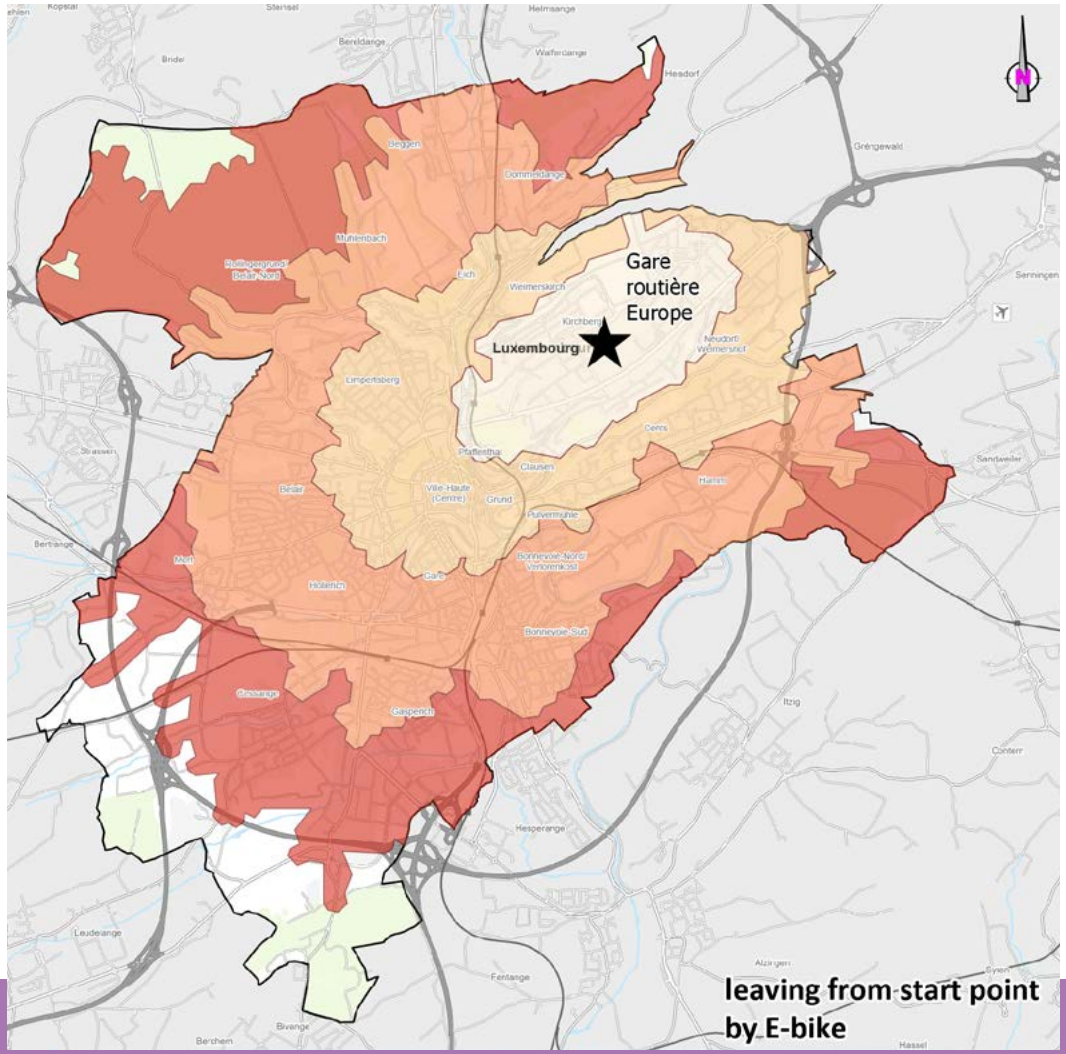 Kopstal
Steinsel
Helmsange
Bereldange
Walferdange
Bridel
Heisdorf
N
Beggen
Grengewald
Dommeldange
Mühlenbach
Rollingergrund/
Belair-Nord
Eich
Gare
routière
Europe
Senningen
Weimerskirch
Kirchberg
Luxembourg
Neudorf/
Weimershof
Limpertsberg
Cents
Strassen
Pfaffenthal
Clausen
Sandweiler
Hamm
Belair
Ville-Haute
(Centre)
Grund
Pulvermühle
Bertrange
Merl
Bonnevoie-Nord/
Verlorenkost
Gare
Hollerich
Bonnevoie-Sud
Cessange
Itzig
Gasperich
Contern
Hesperange
Leudelange
Alzingen
Syren
Fentange
leaving from start point
by E-bike
Bivange
Berchem
Hassel